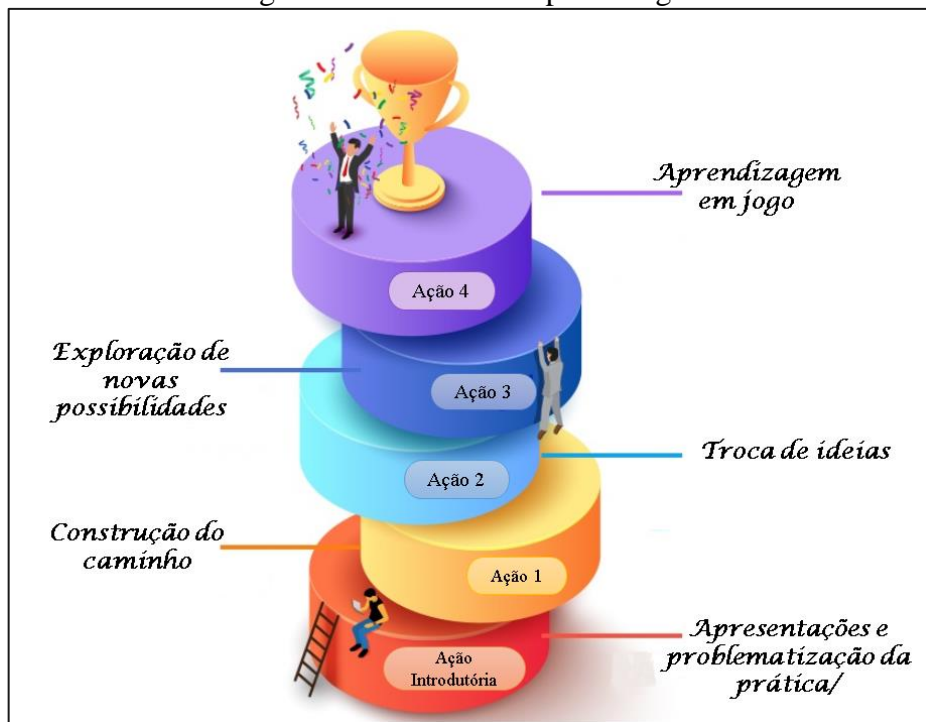 Aprendizagem
em jogo
Ação 4
Exploração de
novas
possibilidades
Ação 3
Troca de ideias
Ação 2
Construção do
caminho
Ação 1
Apresentações e
problematização da
prática/
Ação
Introdutória